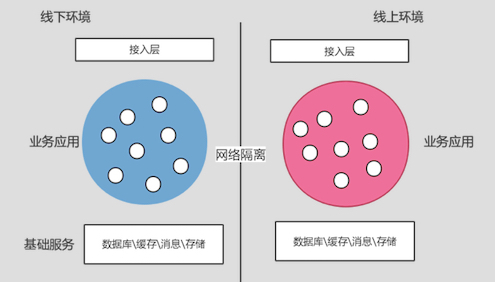 线下环境
线上环境
接入层
接入层
业务应用
网络隔离
业务应用
基础服务
数据库\缓存\消息\存储
数据库\缓存\消息\存储